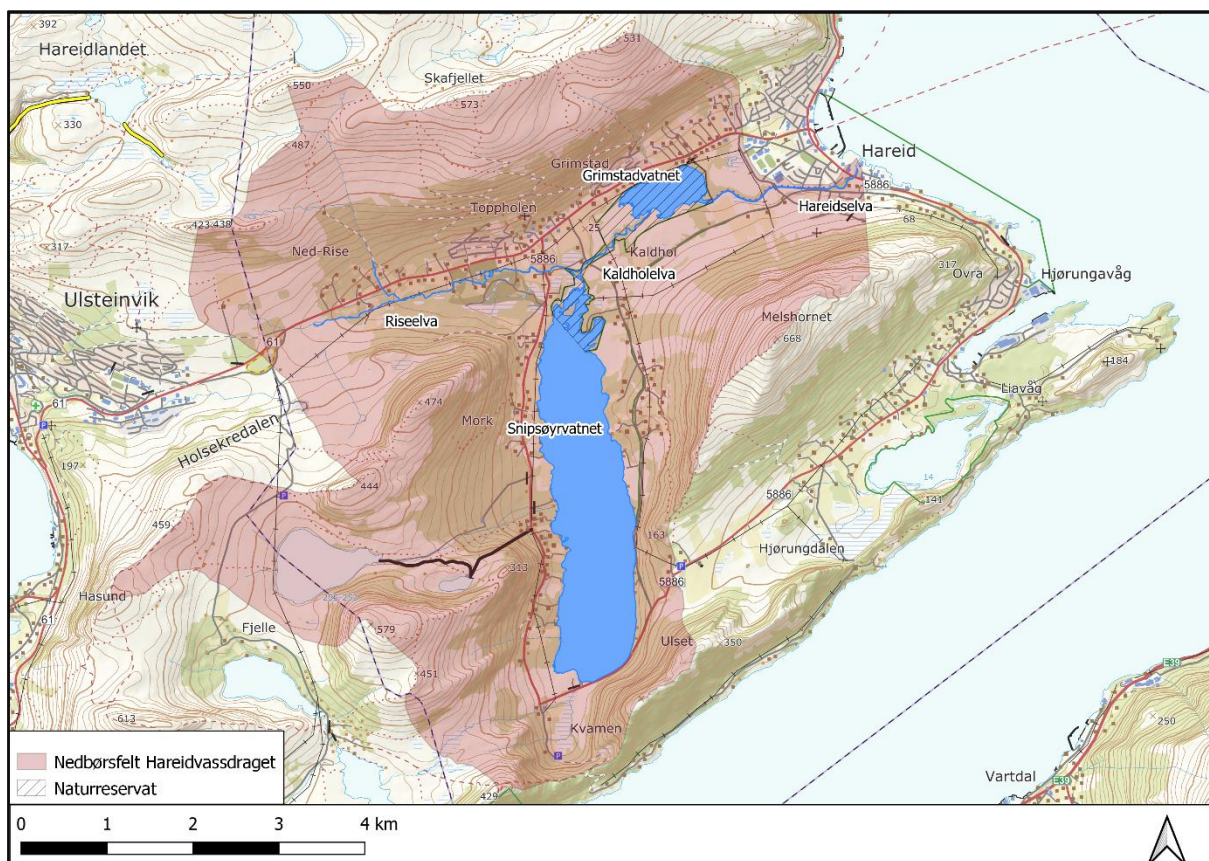 392
Hareidlandet
531
Skafjellet
550
573
330
487
Hareid
Grimstad
Grimstadvatnet
5886
Hareidselva
68
Toppholen
423-438
25
317
Ned-Rise
Kaldhol
317
Øvra
Hjørungavåg
5886
Kaldholelva
Ulsteinvik
Riseelva
Melshornet
668
61
184
Liavåg
61
474
Mork
Snipsøyrvatnet
Holsekredalen
197
14
444
5886
141
459
163
Hjørungdalen
313
5886
Hasund
61
579
Fjelle
Ulset
350
451
E39
E39
613
Kvamen
250
Vartdal
429
Nedbørsfelt Hareidvassdraget
Naturreservat
0 1 2 3 4 km